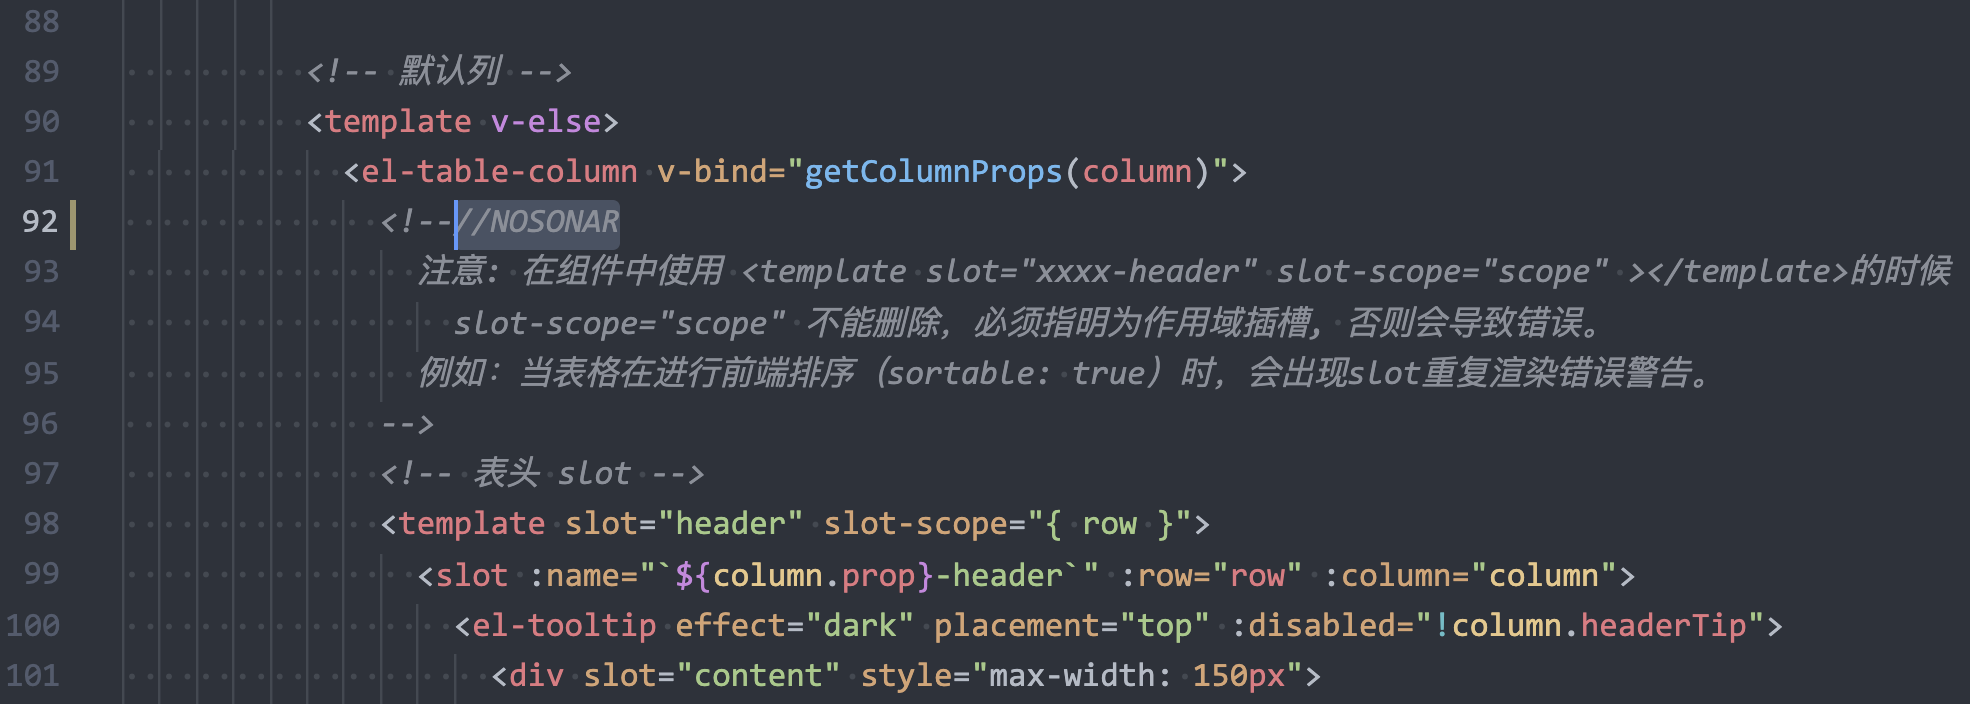 88
89 <!-- 默认列 -->
90 <template v-else>
91 <el-table-column v-bind="getColumnProps(column)">
92 <!--//NOSONAR
93 注意: 在组件中使用 <template slot="xxxx-header" slot-scope="scope" ></template>的时候
94 slot-scope="scope" 不能删除，必须指明为作用域插槽, 否则会导致错误。
95 例如：当表格在进行前端排序（sortable: true）时，会出现slot重复渲染错误警告。
96 -->
97 <!-- 表头 slot -->
98 <template slot="header" slot-scope="{ row }">
99 <slot :name="`${column.prop}-header`" :row="row" :column="column">
100 <el-tooltip effect="dark" placement="top" :disabled="!column.headerTip">
101 <div slot="content" style="max-width: 150px">